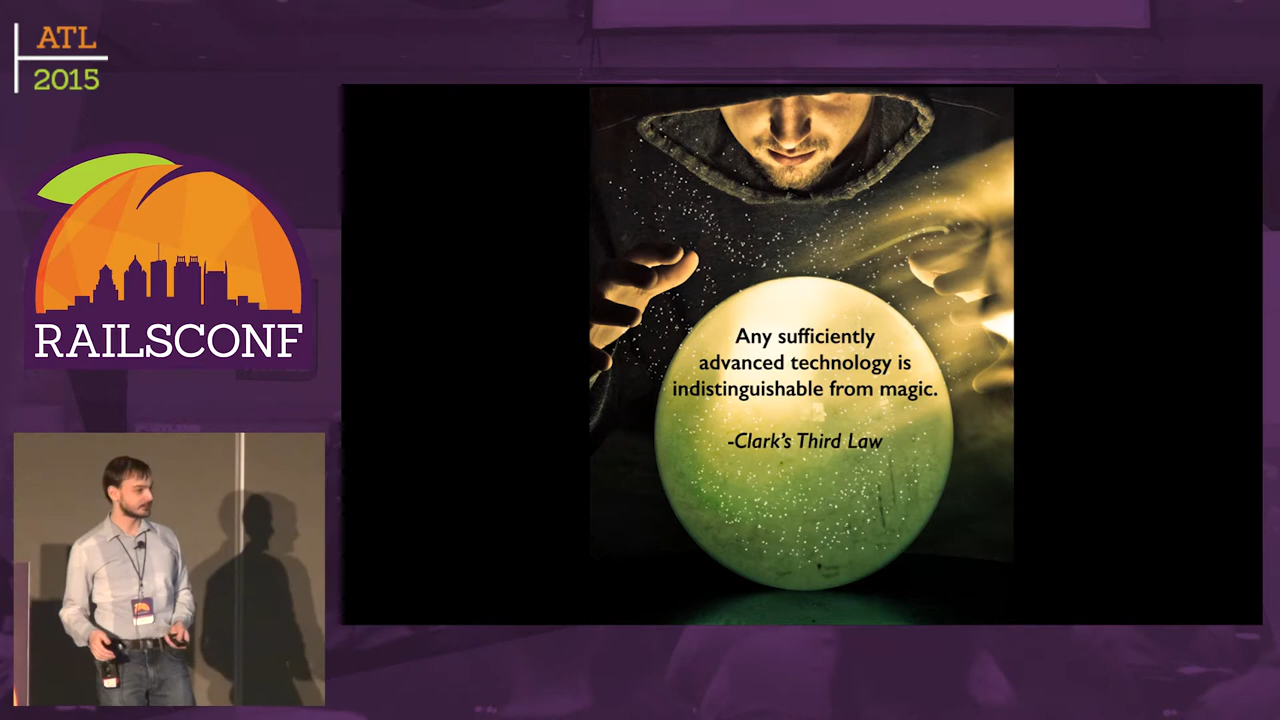 ATL
2015
RAILSCONF
Any sufficiently
advanced technology is
indistinguishable from magic.
-Clark's Third Law